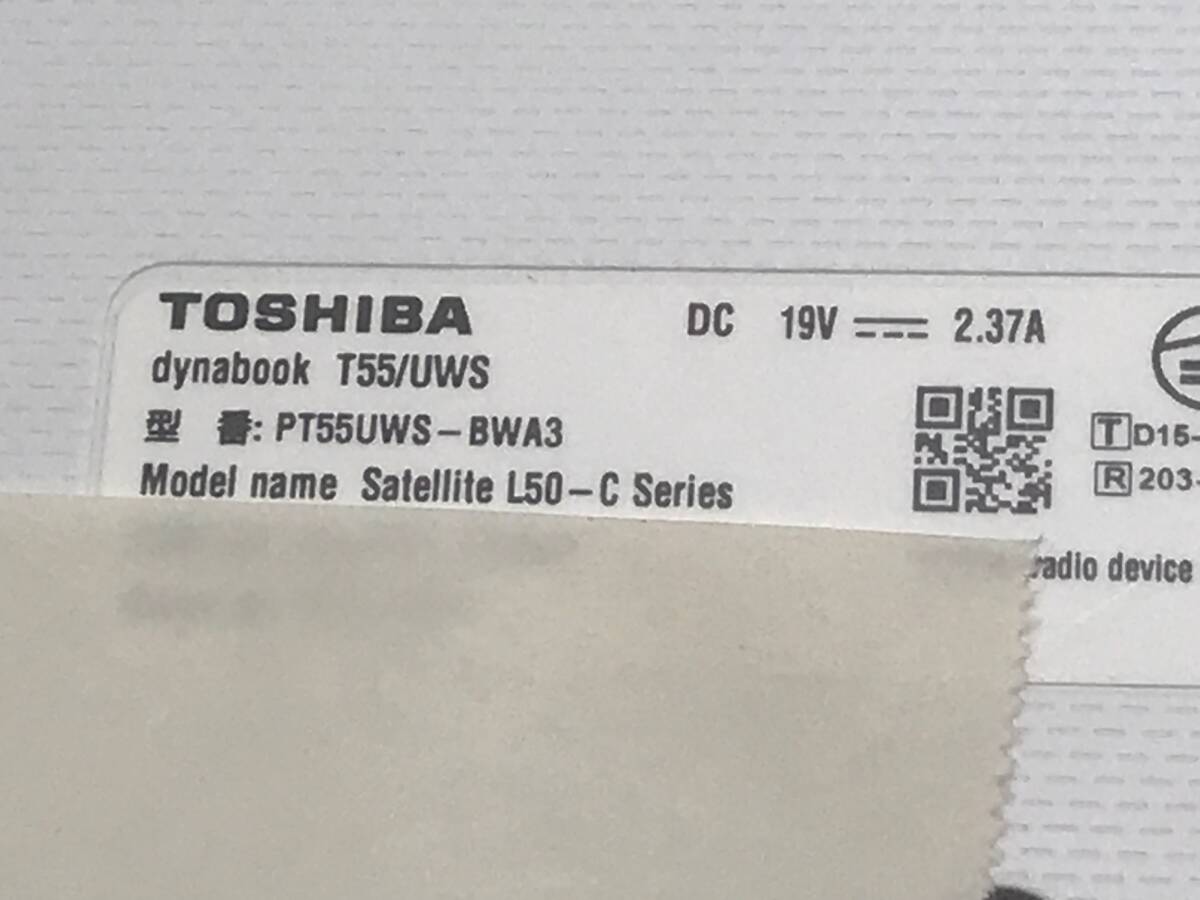 TOSHIBA
dynabook T55/UWS
型 番: PT55UWS-BWA3
Model name Satellite L50-C Series
DC 19V 2.37A
T D15-
R 203-
radio device